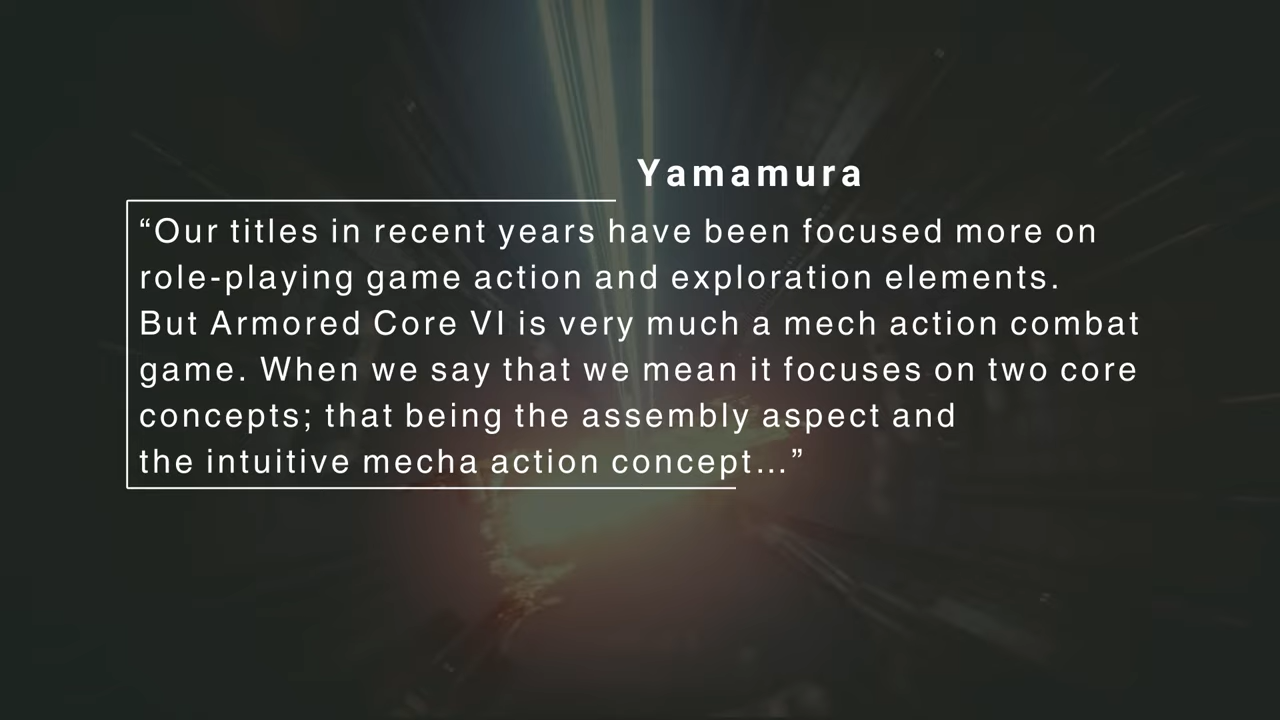 Yamamura
“Our titles in recent years have been focused more on
role-playing game action and exploration elements.
But Armored Core VI is very much a mech action combat
game. When we say that we mean it focuses on two core
concepts; that being the assembly aspect and
the intuitive mecha action concept...”